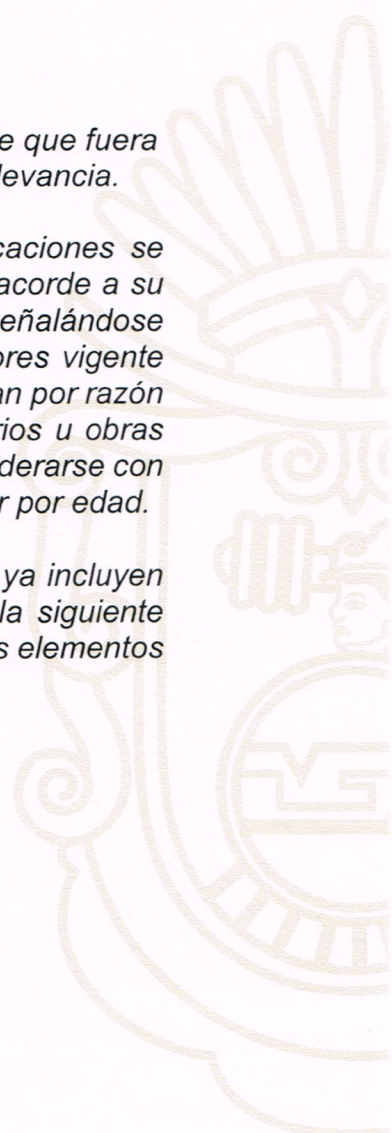 e que fuera
levancia.
caciones se
acorde a su
eñalándose
ores vigente
an por razón
rios u obras
derarse con
r por edad.
ya incluyen
la siguiente
s elementos